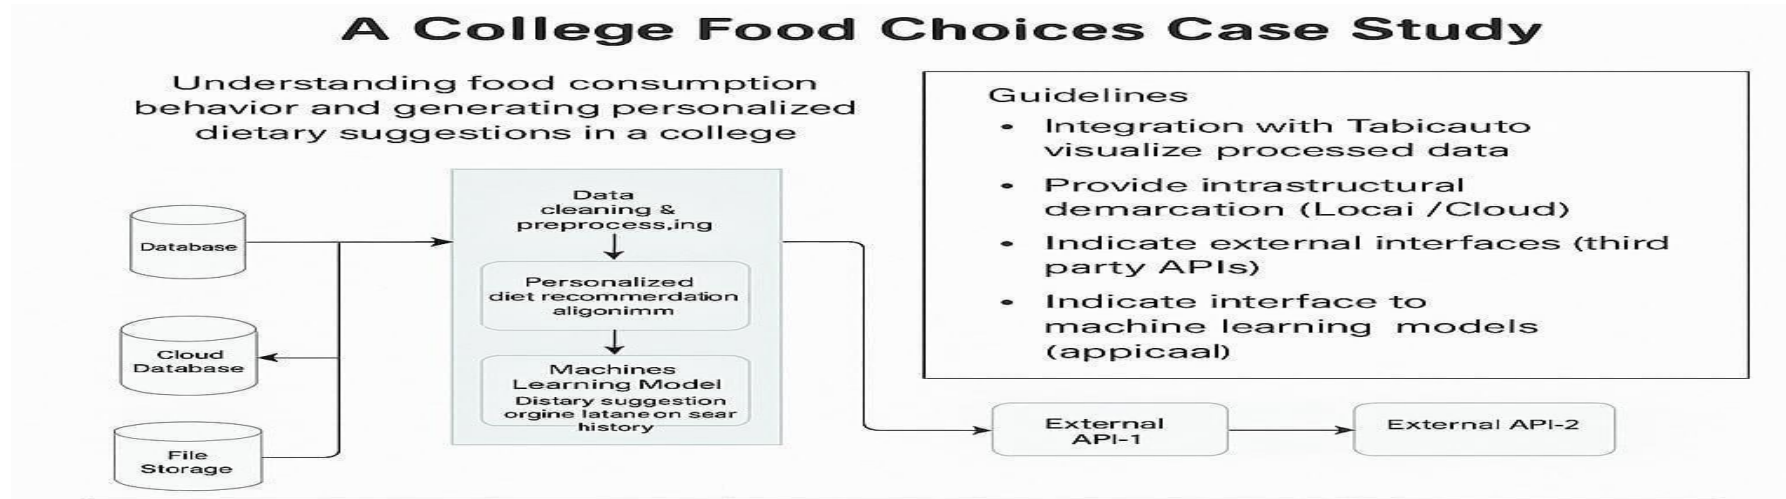 A College Food Choices Case Study
Understanding food consumption
behavior and generating personalized
dietary suggestions in a college
Database
Cloud
Database
File
Storage
Data
cleaning &
preprocess,ing
Personalized
diet recommerdation
aligonimm
Machines
Learning Model
Distary suggestion
orgine latane on sear
history
Guidelines
• Integration with Tabicauto
visualize processed data
• Provide intrastructural
demarcation (Locai /Cloud)
• Indicate external interfaces (third
party APIs)
• Indicate interface to
machine learning models
(appicaal)
External
API-1
External API-2